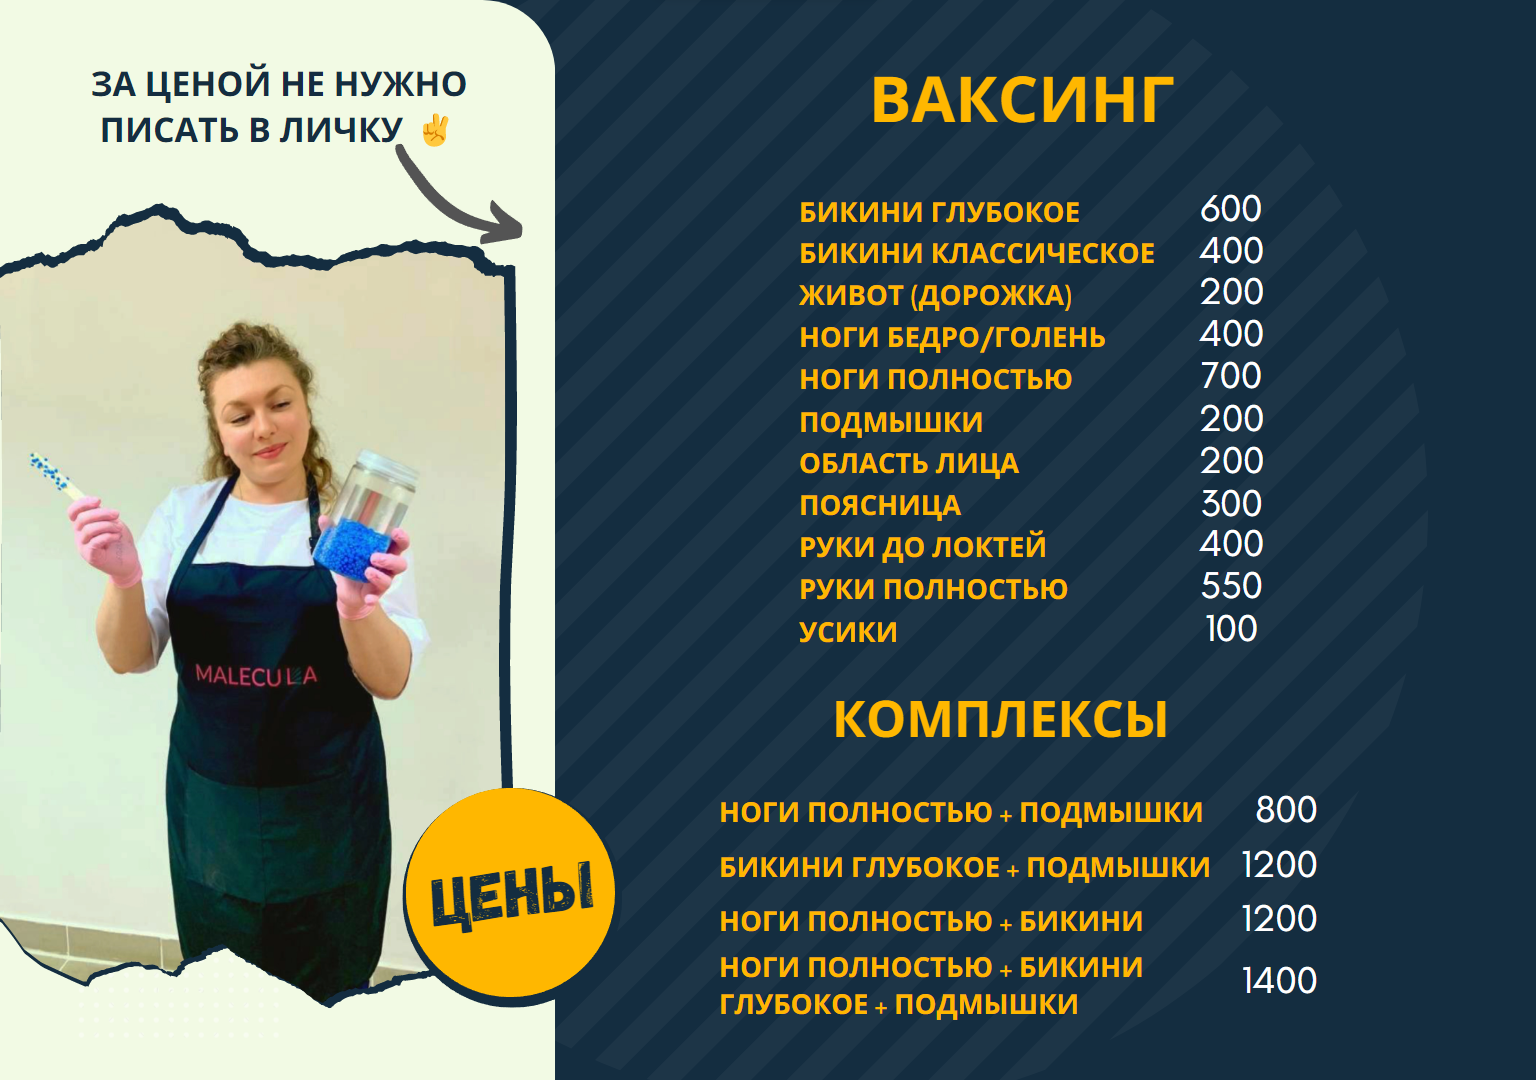 ЗА ЦЕНОЙ НЕ НУЖНО
ПИСАТЬ В ЛИЧКУ ✌
MALECULA
ЦЕНЫ
ВАКСИНГ
БИКИНИ ГЛУБОКОЕ 600
БИКИНИ КЛАССИЧЕСКОЕ 400
ЖИВОТ (ДОРОЖКА) 200
НОГИ БЕДРО/ГОЛЕНЬ 400
НОГИ ПОЛНОСТЬЮ 700
ПОДМЫШКИ 200
ОБЛАСТЬ ЛИЦА 200
ПОЯСНИЦА 300
РУКИ ДО ЛОКТЕЙ 400
РУКИ ПОЛНОСТЬЮ 550
УСИКИ 100
КОМПЛЕКСЫ
НОГИ ПОЛНОСТЬЮ + ПОДМЫШКИ 800
БИКИНИ ГЛУБОКОЕ + ПОДМЫШКИ 1200
НОГИ ПОЛНОСТЬЮ + БИКИНИ 1200
НОГИ ПОЛНОСТЬЮ + БИКИНИ
ГЛУБОКОЕ + ПОДМЫШКИ 1400